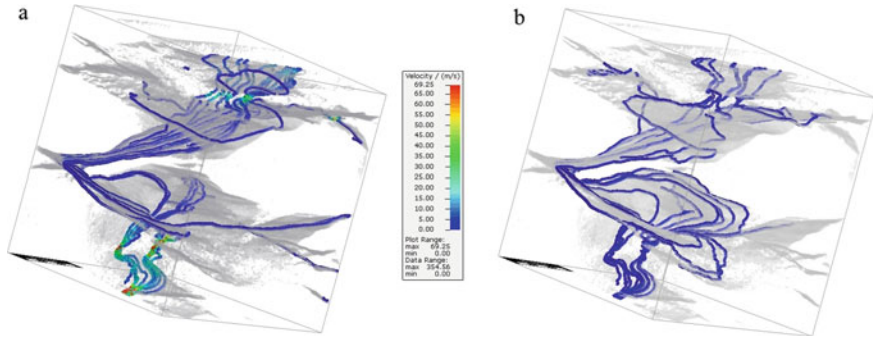 a
b
Velocity / (m/s)
69.25
65.00
60.00
55.00
50.00
45.00
40.00
35.00
30.00
25.00
20.00
15.00
10.00
5.00
0.00
Plot Range:
max 69.25
min 0.00
Data Range:
max 354.56
min 0.00